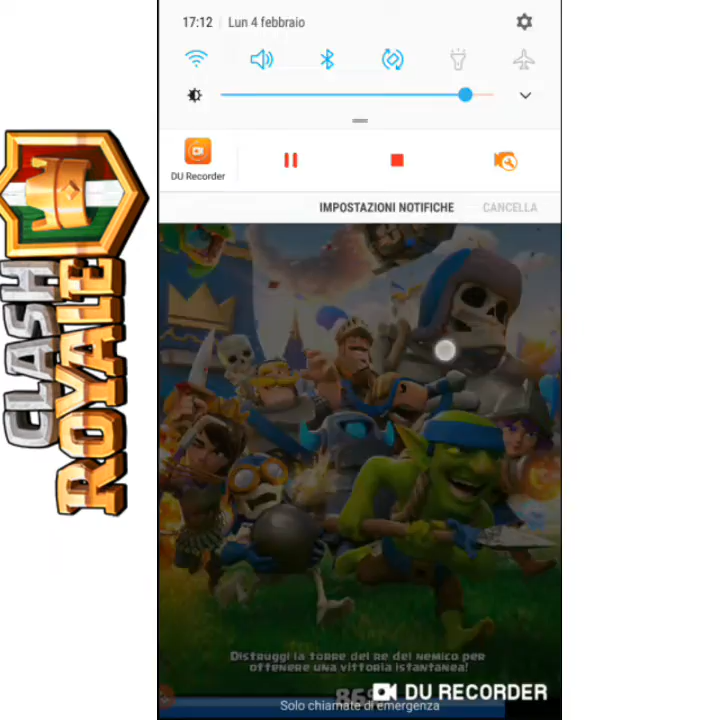 17:12 | Lun 4 febbraio
DU Recorder
IMPOSTAZIONI NOTIFICHE CANCELLA
CLASH
ROYALE
Distruggi la torre del re del nemico per
ottenere una vittoria istantanea!
DU RECORDER
Solo chiamate di emergenza